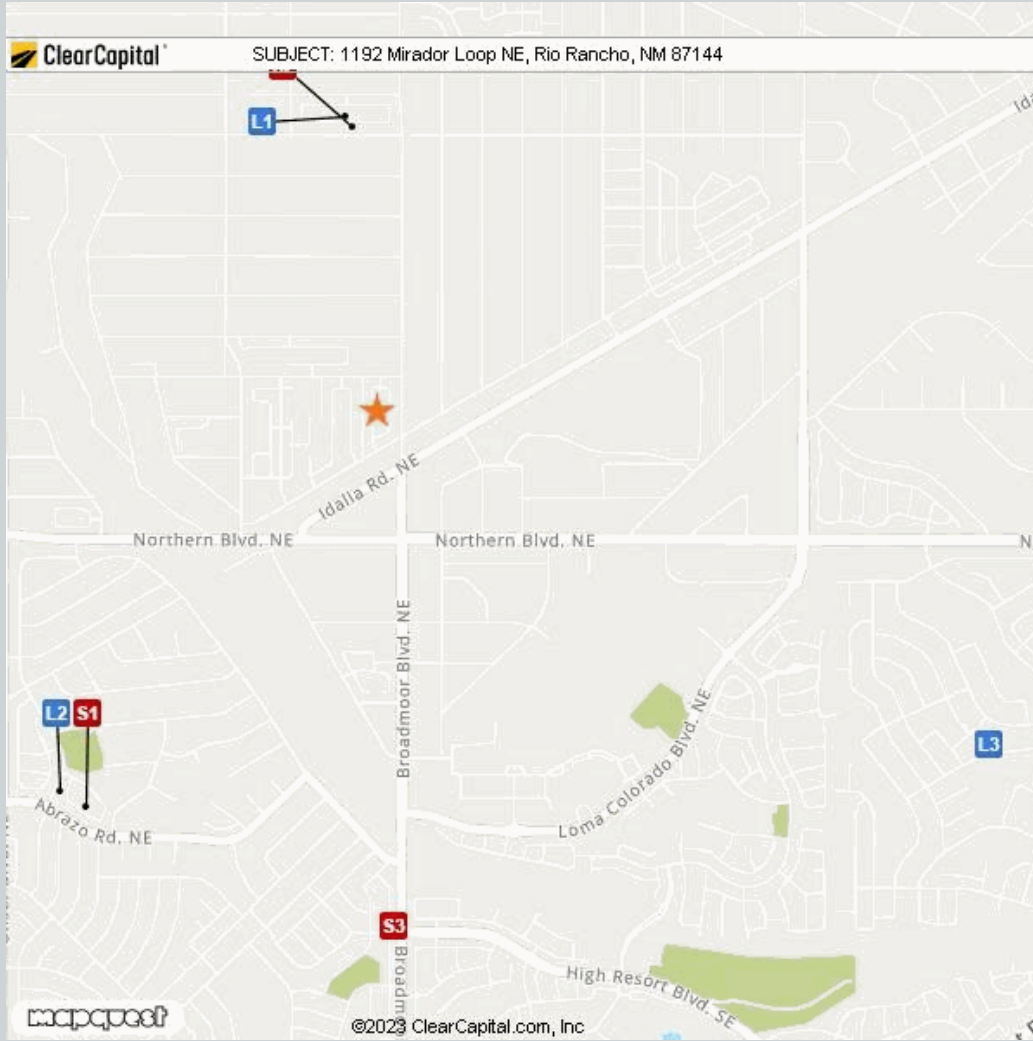 ClearCapital
SUBJECT: 1192 Mirador Loop NE, Rio Rancho, NM 87144
L1
Idalla Rd. NE
Northern Blvd. NE
Northern Blvd. NE
N
Broadmoor Blvd. NE
L2
S1
Loma Colorado Blvd. NE
L3
Abrazo Rd. NE
S3
High Resort Blvd. SE
mapquest
©2023 ClearCapital.com, Inc